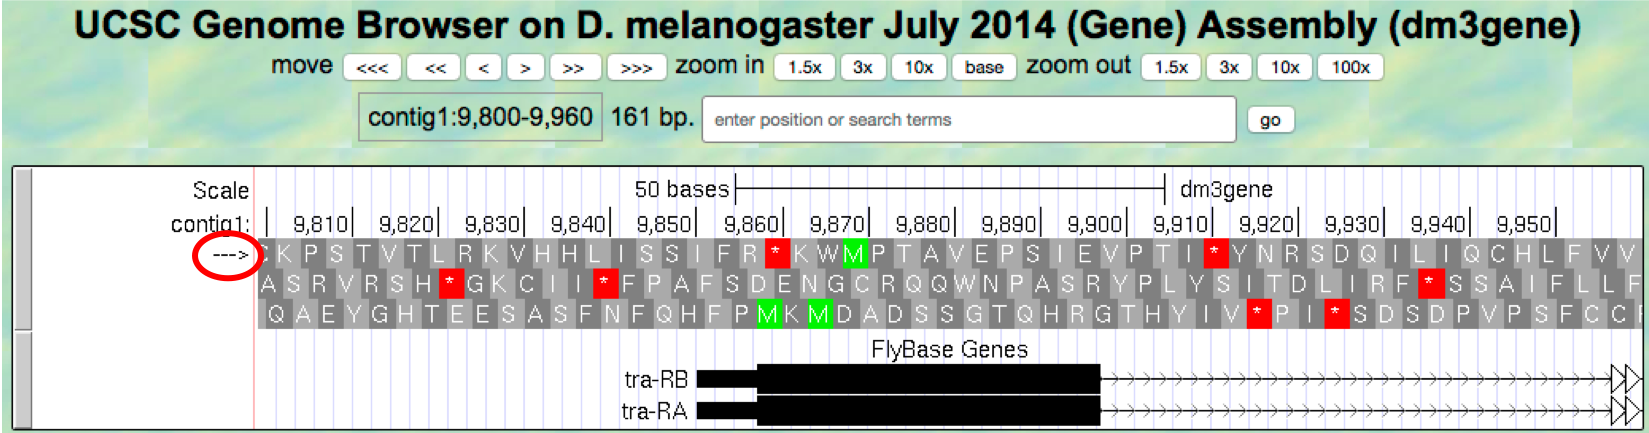 UCSC Genome Browser on D. melanogaster July 2014 (Gene) Assembly (dm3gene)
move <<< << < > >> >>> zoom in 1.5x 3x 10x base zoom out 1.5x 3x 10x 100x
contig1:9,800-9,960 161 bp. enter position or search terms go
Scale 50 bases dm3gene
contig1: 9,810 9,820 9,830 9,840 9,850 9,860 9,870 9,880 9,890 9,900 9,910 9,920 9,930 9,940 9,950
---> C K P S T V T L R K V H H L I S S I F R * K W M P T A V E P S I E V P T I * Y N R S D Q I L I Q C H L F V V
A S R V R S H * G K C I I * F P A F S D E N G C R Q Q W N P A S R Y P L Y S I T D L I R F * S S A I F L L F
Q A E Y G H T E E S A S F N F Q H F P M K M D A D S S G T Q H R G T H Y I V * P I * S D S D P V P S F C C
FlyBase Genes
tra-RB
tra-RA